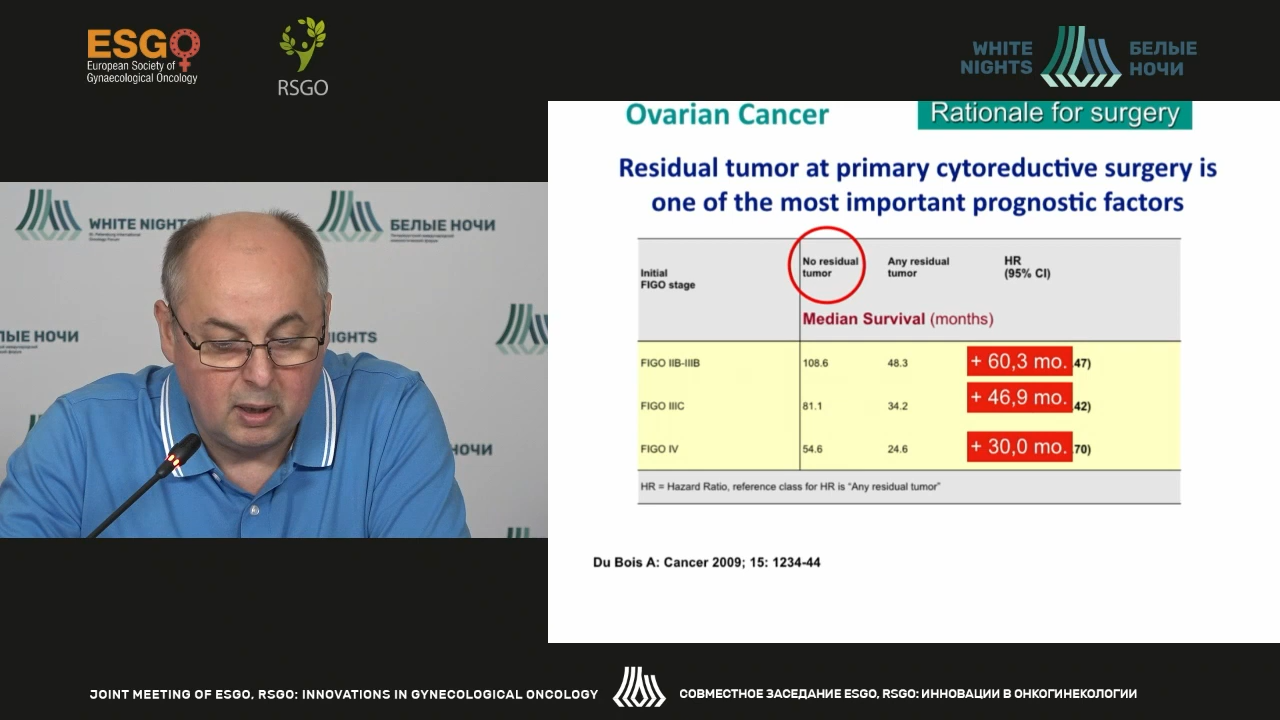 ESGO
European Society of
Gynaecological Oncology
RSGO
WHITE
NIGHTS
БЕЛЫЕ
НОЧИ
WHITE NIGHTS
БЕЛЫЕ НОЧИ
ЛЫЕ НОЧИ
NIGHTS
НОЧИ
Ovarian Cancer
Rationale for surgery
Residual tumor at primary cytoreductive surgery is
one of the most important prognostic factors
Initial
FIGO stage
No residual
tumor
Any residual
tumor
HR
(95% CI)
Median Survival (months)
FIGO IIB-IIIB 108.6 48.3 + 60,3 mo. 47)
FIGO IIIC 81.1 34.2 + 46,9 mo. 42)
FIGO IV 54.6 24.6 + 30,0 mo. 70)
HR = Hazard Ratio, reference class for HR is "Any residual tumor"
Du Bois A: Cancer 2009; 15: 1234-44
JOINT MEETING OF ESGO, RSGO: INNOVATIONS IN GYNECOLOGICAL ONCOLOGY
СОВМЕСТНОЕ ЗАСЕДАНИЕ ESGO, RSGO: ИННОВАЦИИ В ОНКОГИНЕКОЛОГИИ